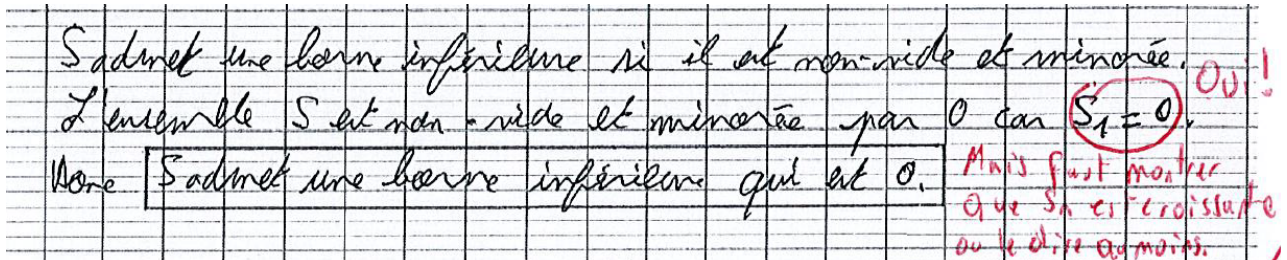 S admet une borne inférieure si il est non-vide et minorée.
Oui!
L'ensemble S est non-vide et minorée par 0 car S1 = 0.
Donc S admet une borne inférieure qui est 0.
Mais faut montrer
que Sn est croissante
ou le dire au moins.